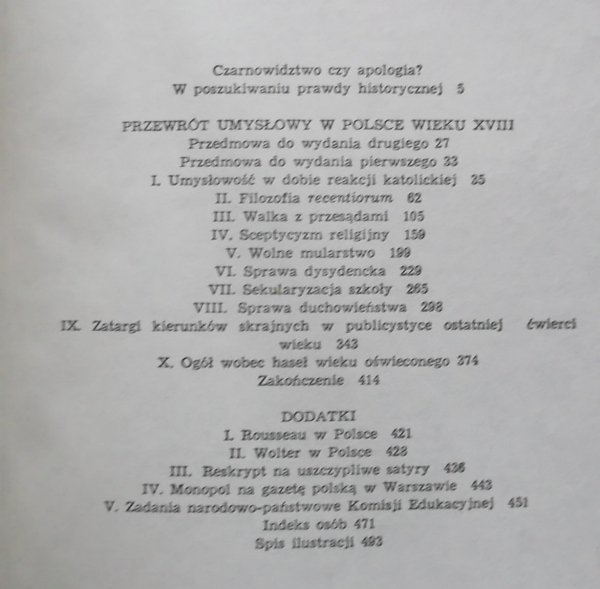 Czarnowidztwo czy apologia?
W poszukiwaniu prawdy historycznej 5
PRZEWRÓT UMYSŁOWY W POLSCE WIEKU XVIII
Przedmowa do wydania drugiego 27
Przedmowa do wydania pierwszego 33
I. Umysłowość w dobie reakcji katolickiej 35
II. Filozofia recentiorum 62
III. Walka z przesądami 105
IV. Sceptycyzm religijny 159
V. Wolne mularstwo 199
VI. Sprawa dysydencka 229
VII. Sekularyzacja szkoły 265
VIII. Sprawa duchowieństwa 298
IX. Zatargi kierunków skrajnych w publicystyce ostatniej ćwierci
wieku 343
X. Ogół wobec haseł wieku oświeconego 374
Zakończenie 414
DODATKI
I. Rousseau w Polsce 421
II. Wolter w Polsce 428
III. Reskrypt na uszczypliwe satyry 436
IV. Monopol na gazetę polską w Warszawie 443
V. Zadania narodowo-państwowe Komisji Edukacyjnej 451
Indeks osób 471
Spis ilustracji 493